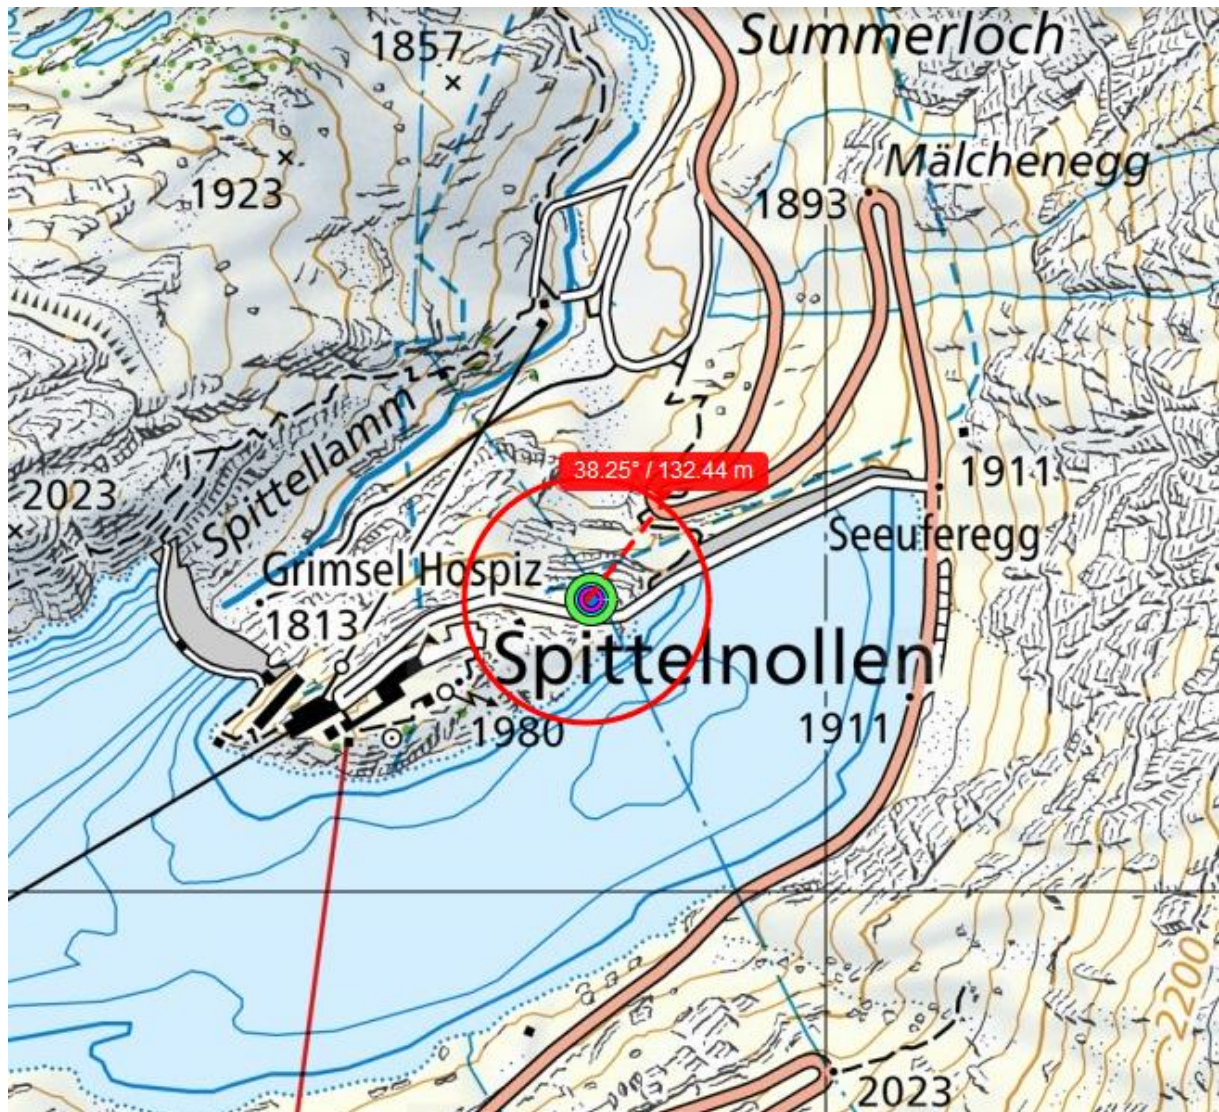 Summerloch
1857
Mälchenegg
1923
1893
Spittellamm
38.25° / 132.44 m
1911
2023
Seeuferegg
Grimsel Hospiz
1813
Spittelnollen
1980
1911
2200
2023